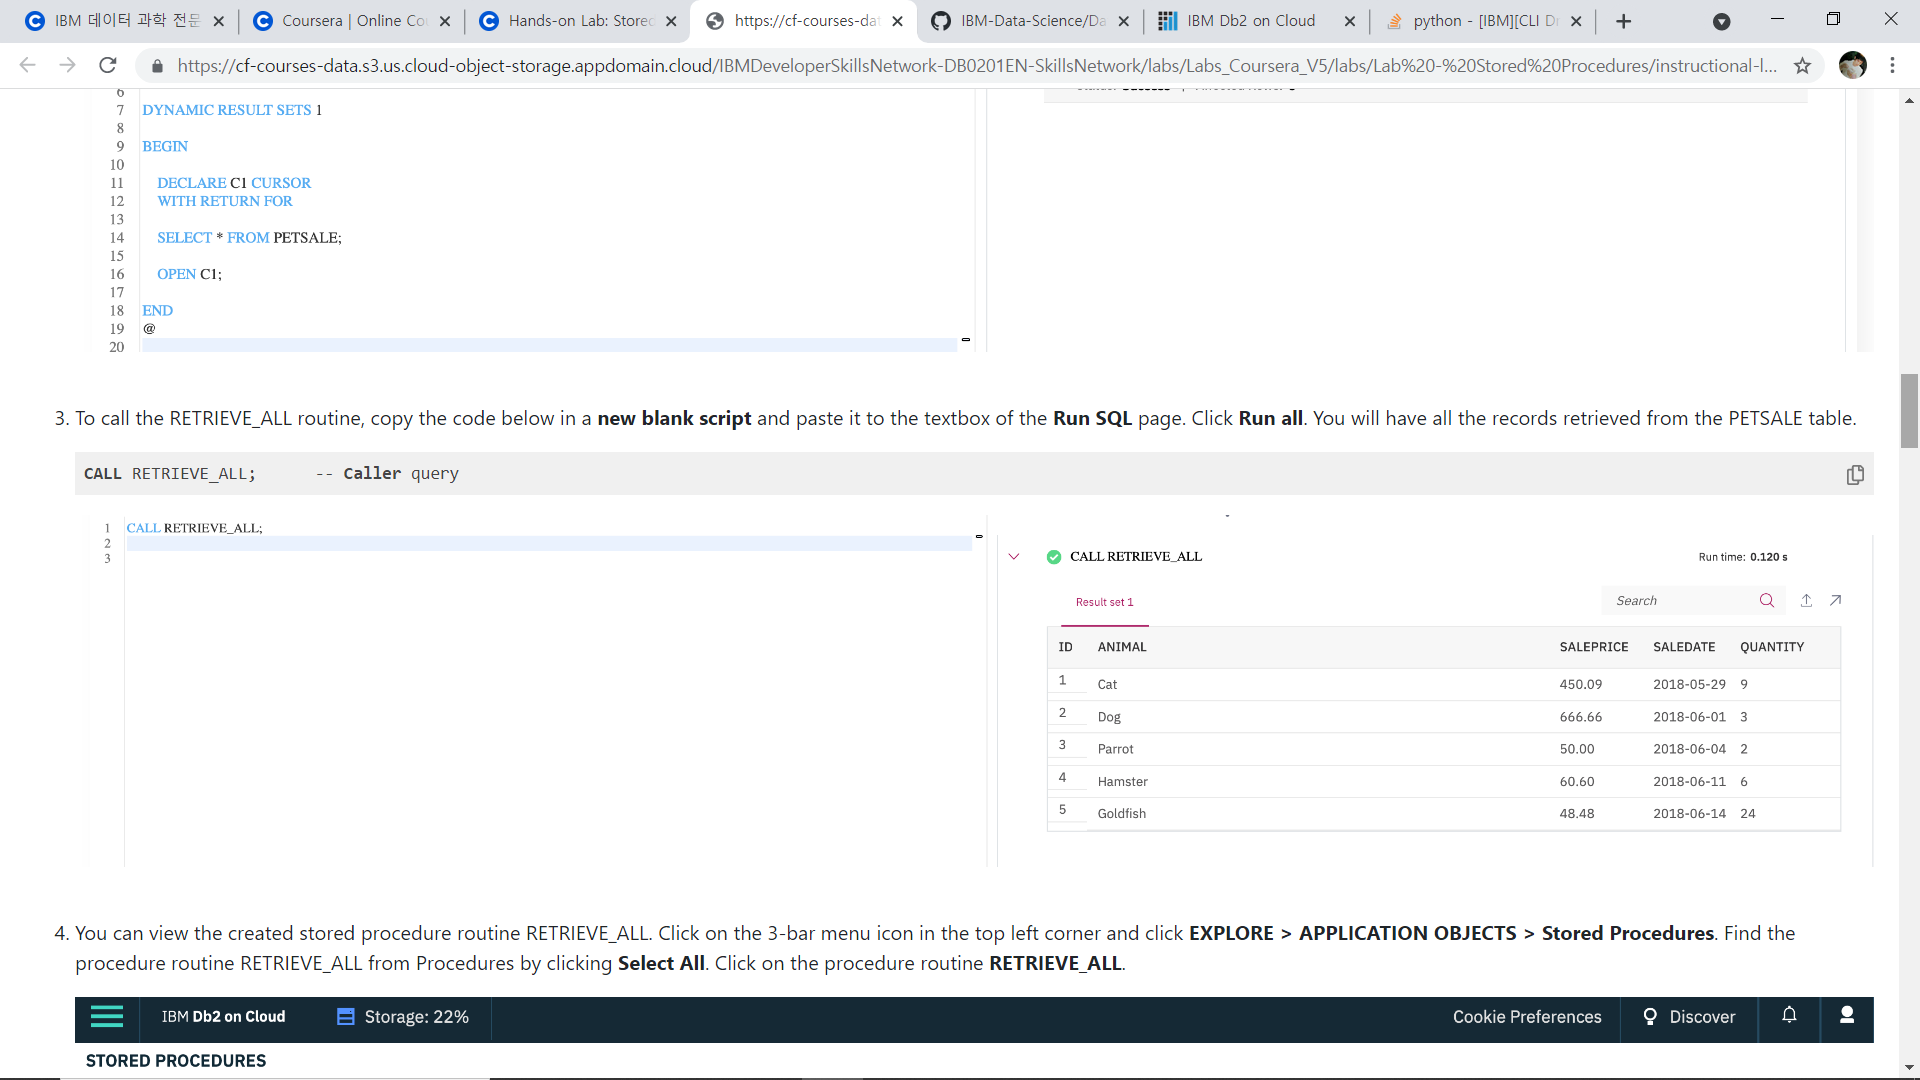 IBM 데이터 과학 전문
Coursera | Online Co
Hands-on Lab: Stored
https://cf-courses-dat
IBM-Data-Science/Da
IBM Db2 on Cloud
python - [IBM][CLI Dr
https://cf-courses-data.s3.us.cloud-object-storage.appdomain.cloud/IBMDeveloperSkillsNetwork-DB0201EN-SkillsNetwork/labs/Labs_Coursera_V5/labs/Lab%20-%20Stored%20Procedures/instructional-l...
6
7 DYNAMIC RESULT SETS 1
8
9 BEGIN
10
11 DECLARE C1 CURSOR
12 WITH RETURN FOR
13
14 SELECT * FROM PETSALE;
15
16 OPEN C1;
17
18 END
19 @
20
3. To call the RETRIEVE_ALL routine, copy the code below in a new blank script and paste it to the textbox of the Run SQL page. Click Run all. You will have all the records retrieved from the PETSALE table.
CALL RETRIEVE_ALL; -- Caller query
1 CALL RETRIEVE_ALL;
2
3
CALL RETRIEVE_ALL Run time: 0.120 s
Result set 1 Search
ID ANIMAL SALEPRICE SALEDATE QUANTITY
1 Cat 450.09 2018-05-29 9
2 Dog 666.66 2018-06-01 3
3 Parrot 50.00 2018-06-04 2
4 Hamster 60.60 2018-06-11 6
5 Goldfish 48.48 2018-06-14 24
4. You can view the created stored procedure routine RETRIEVE_ALL. Click on the 3-bar menu icon in the top left corner and click EXPLORE > APPLICATION OBJECTS > Stored Procedures. Find the
procedure routine RETRIEVE_ALL from Procedures by clicking Select All. Click on the procedure routine RETRIEVE_ALL.
IBM Db2 on Cloud Storage: 22% Cookie Preferences Discover
STORED PROCEDURES